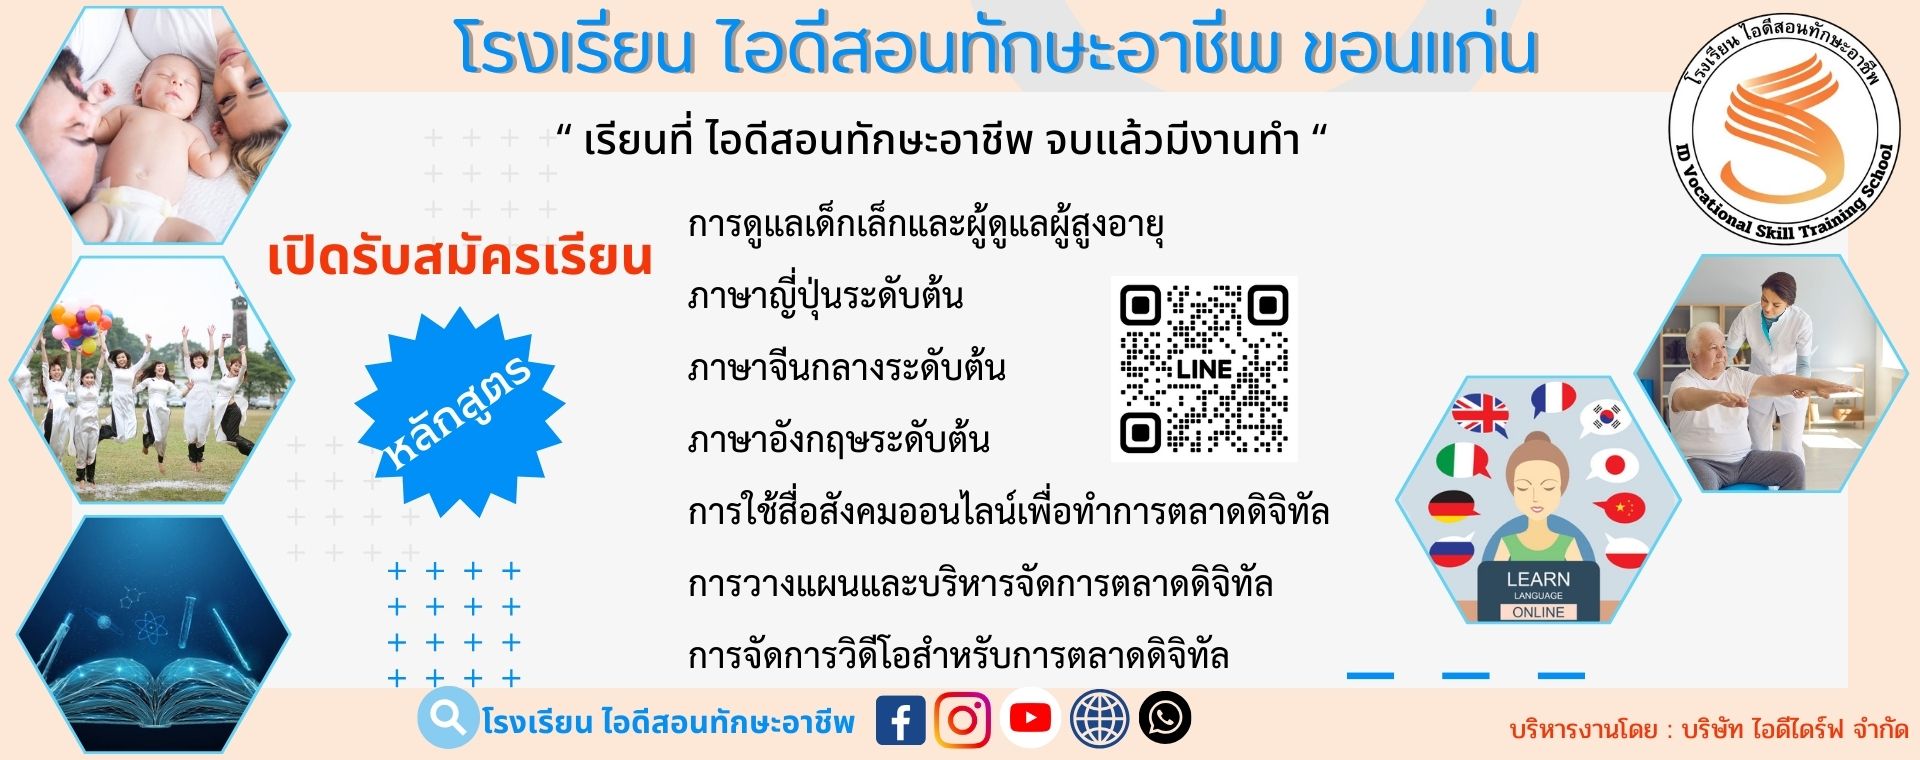 โรงเรียน ไอดีสอนทักษะอาชีพ ขอนแก่น
โรงเรียน ไอดีสอนทักษะอาชีพ
ID Vocational Skill Training School
“ เรียนที่ ไอดีสอนทักษะอาชีพ จบแล้วมีงานทำ “
เปิดรับสมัครเรียน
หลักสูตร
การดูแลเด็กเล็กและผู้ดูแลผู้สูงอายุ
ภาษาญี่ปุ่นระดับต้น
ภาษาจีนกลางระดับต้น
ภาษาอังกฤษระดับต้น
การใช้สื่อสังคมออนไลน์เพื่อทำการตลาดดิจิทัล
การวางแผนและบริหารจัดการตลาดดิจิทัล
การจัดการวิดีโอสำหรับการตลาดดิจิทัล
LINE
LEARN
LANGUAGE
ONLINE
โรงเรียน ไอดีสอนทักษะอาชีพ
บริหารงานโดย : บริษัท ไอดีไดร์ฟ จำกัด